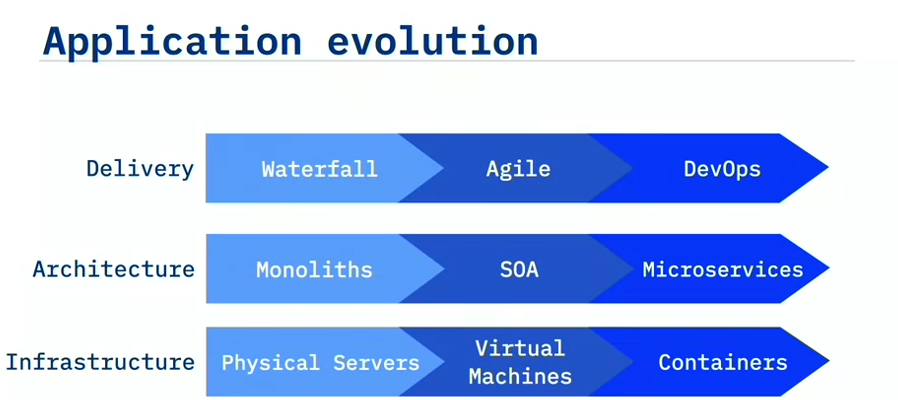 Application evolution
Delivery
Waterfall
Agile
DevOps
Architecture
Monoliths
SOA
Microservices
Infrastructure
Physical Servers
Virtual
Machines
Containers